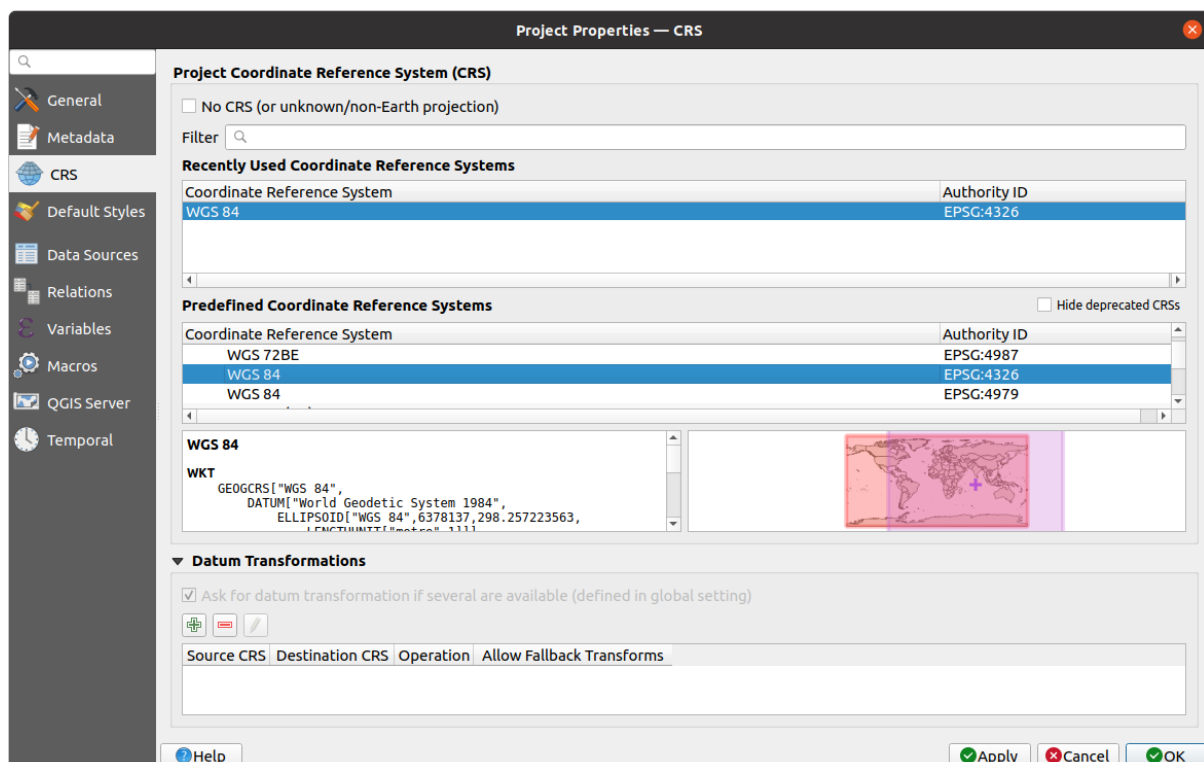 Project Properties — CRS
General
Metadata
CRS
Default Styles
Data Sources
Relations
Variables
Macros
QGIS Server
Temporal
Project Coordinate Reference System (CRS)
No CRS (or unknown/non-Earth projection)
Filter
Recently Used Coordinate Reference Systems
Coordinate Reference System Authority ID
WGS 84 EPSG:4326
Predefined Coordinate Reference Systems Hide deprecated CRSs
Coordinate Reference System Authority ID
WGS 72BE EPSG:4987
WGS 84 EPSG:4326
WGS 84 EPSG:4979
WGS 84
WKT
GEOGCRS["WGS 84",
DATUM["World Geodetic System 1984",
ELLIPSOID["WGS 84",6378137,298.257223563,
LENGTHUNIT["metre",1]]],
Datum Transformations
Ask for datum transformation if several are available (defined in global setting)
Source CRS Destination CRS Operation Allow Fallback Transforms
Help Apply Cancel OK